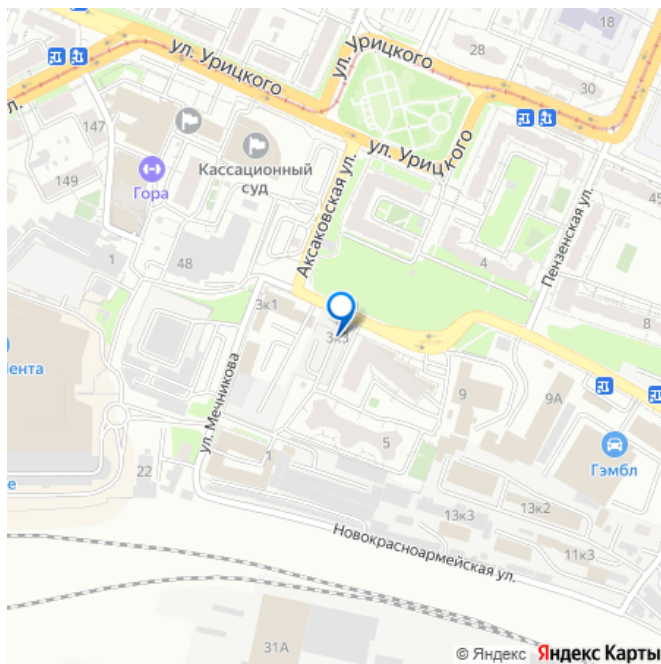 18
ул. Урицкого
ул. Урицкого
28
30
л.
147
Кассационный
суд
ул. Урицкого
Гора
149
Аксаковская ул.
Пензенская ул.
45
1
48
4
3к1
3к3
8
ента
ул. Мечникова
9
9А
5
Гэмбл
1
22
е
13к2
13к3
Новокрасноармейская ул.
11к3
31А
© Яндекс Яндекс Карты